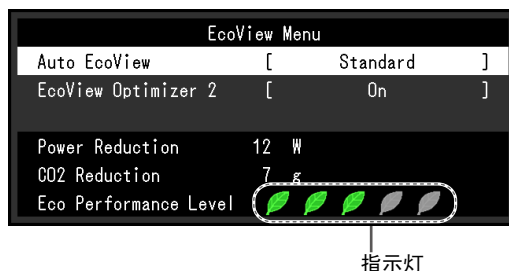 EcoView Menu
Auto EcoView [ Standard ]
EcoView Optimizer 2 [ On ]
Power Reduction 12 W
CO2 Reduction 7 g
Eco Performance Level
指示灯